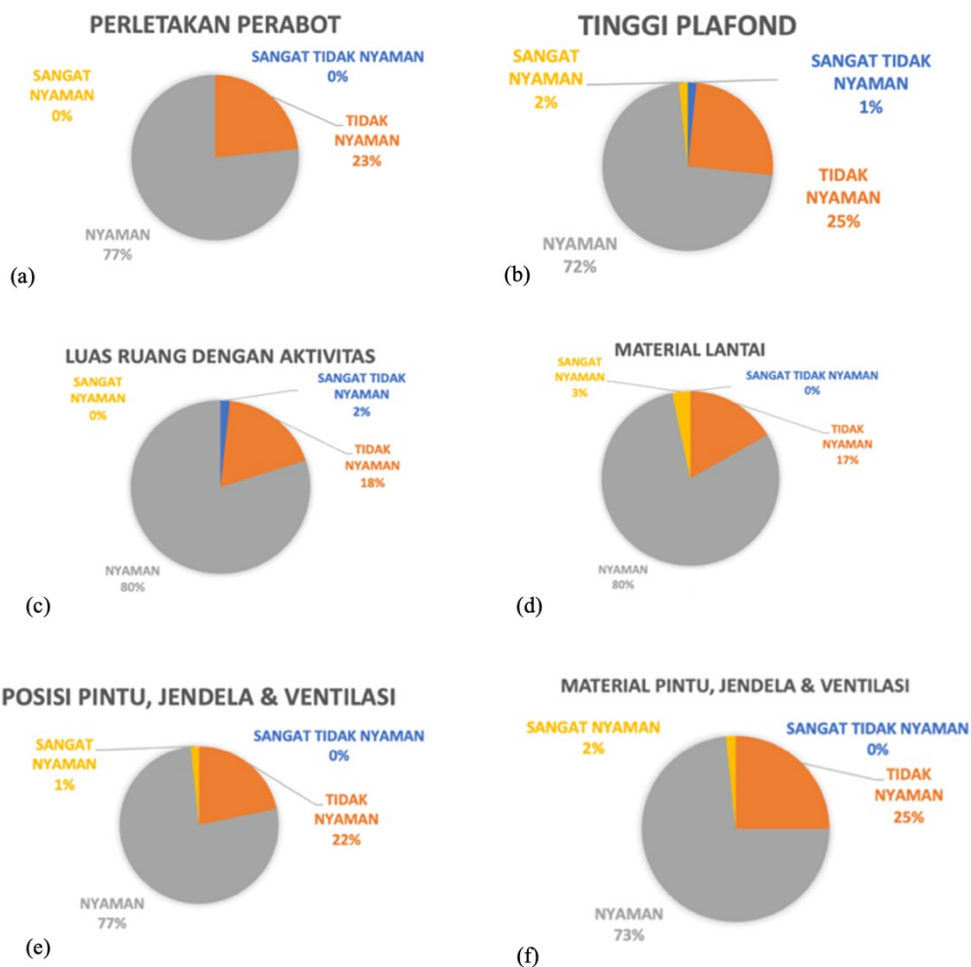 PERLETAKAN PERABOT
SANGAT
NYAMAN
0%
SANGAT TIDAK NYAMAN
0%
TIDAK
NYAMAN
23%
NYAMAN
77%
(a)
TINGGI PLAFOND
SANGAT
NYAMAN
2%
SANGAT TIDAK
NYAMAN
1%
TIDAK
NYAMAN
25%
NYAMAN
72%
(b)
LUAS RUANG DENGAN AKTIVITAS
SANGAT
NYAMAN
0%
SANGAT TIDAK
NYAMAN
2%
TIDAK
NYAMAN
18%
NYAMAN
80%
(c)
MATERIAL LANTAI
SANGAT
NYAMAN
3%
SANGAT TIDAK NYAMAN
0%
TIDAK
NYAMAN
17%
NYAMAN
80%
(d)
POSISI PINTU, JENDELA & VENTILASI
SANGAT
NYAMAN
1%
SANGAT TIDAK NYAMAN
0%
TIDAK
NYAMAN
22%
NYAMAN
77%
(e)
MATERIAL PINTU, JENDELA & VENTILASI
SANGAT NYAMAN
2%
SANGAT TIDAK NYAMAN
0%
TIDAK
NYAMAN
25%
NYAMAN
73%
(f)